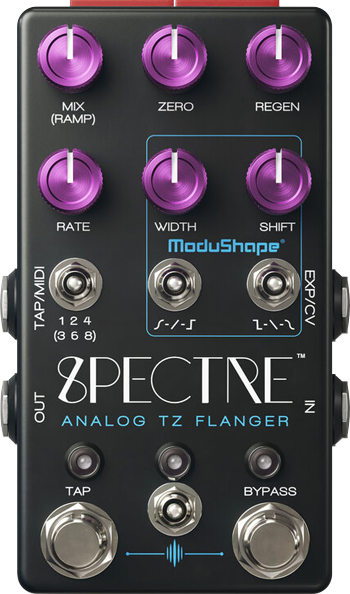 MIX
(RAMP)
ZERO
REGEN
RATE
WIDTH
SHIFT
ModuShape®
TAP/MIDI
EXP/CV
1 2 4
(3 6 8)
SPECTRE™
OUT
IN
ANALOG TZ FLANGER
TAP
BYPASS